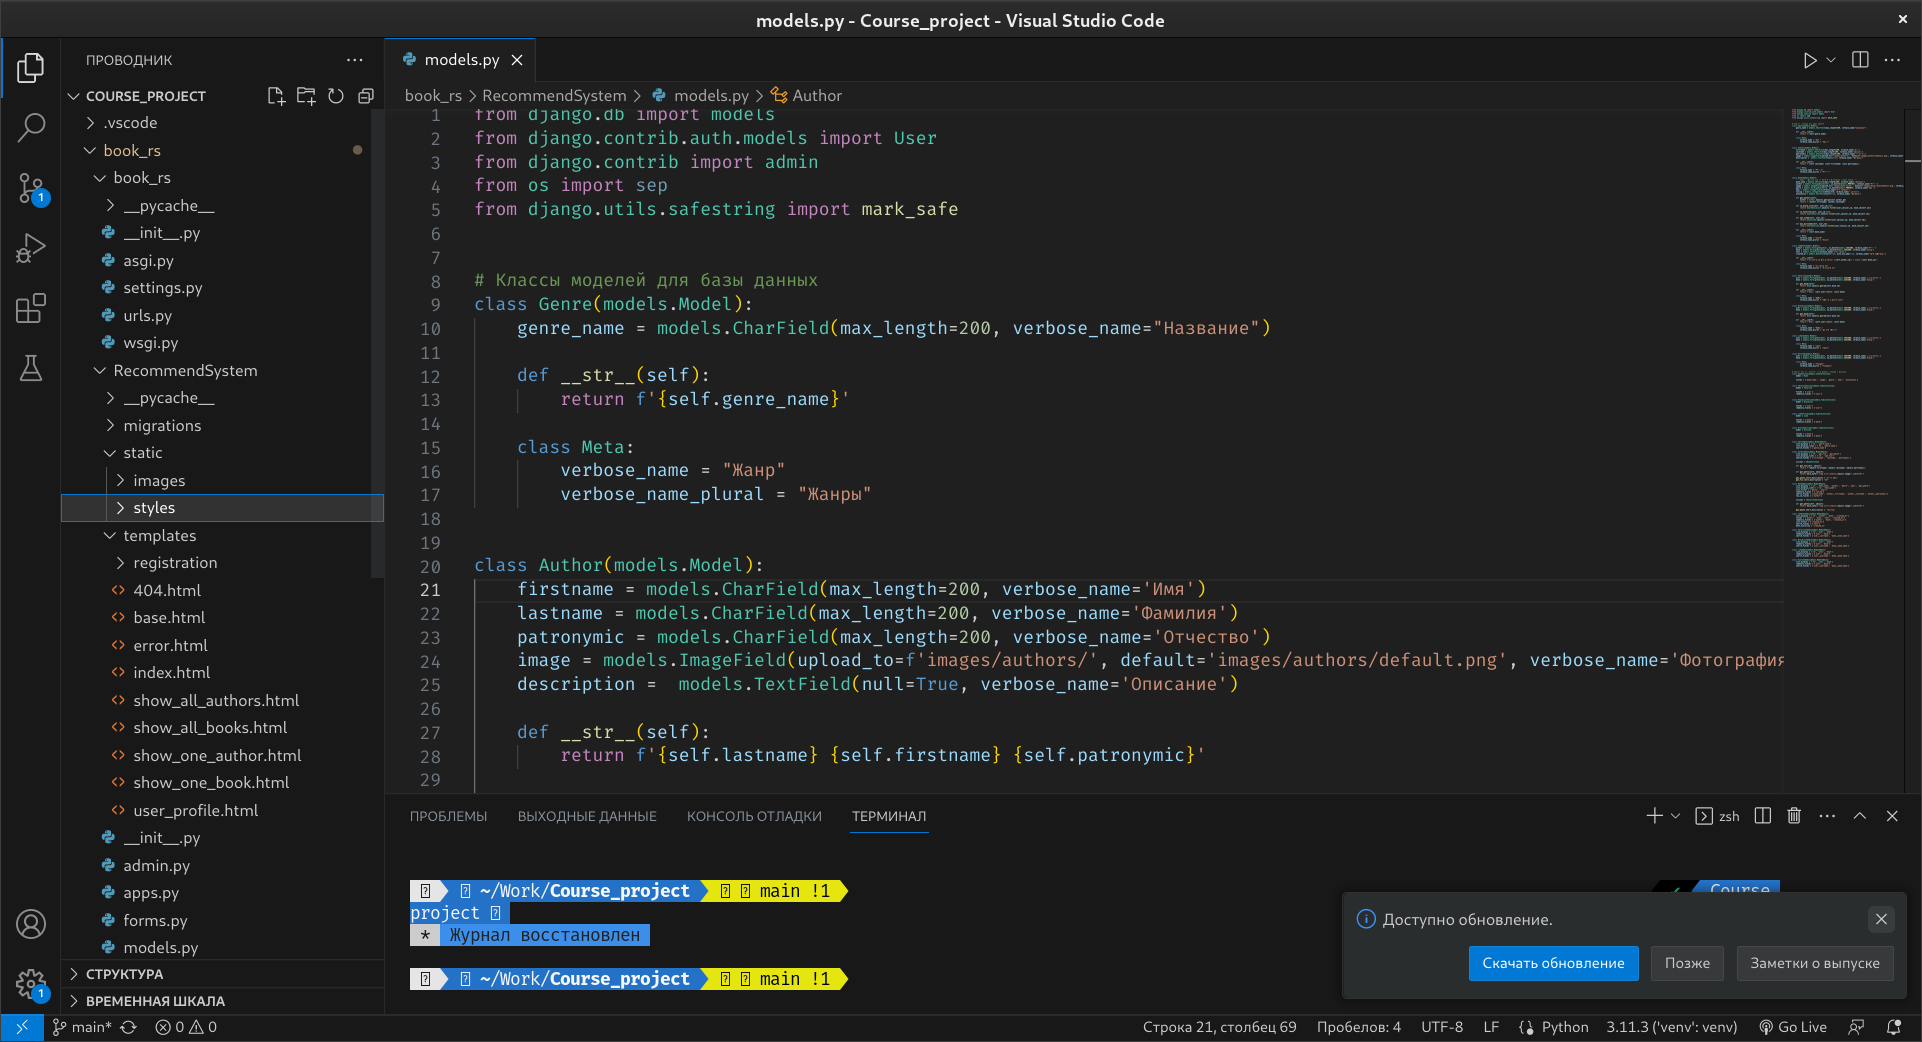 models.py - Course_project - Visual Studio Code
ПРОВОДНИК
COURSE_PROJECT
.vscode
book_rs
book_rs
__pycache__
__init__.py
asgi.py
settings.py
urls.py
wsgi.py
RecommendSystem
__pycache__
migrations
static
images
styles
templates
registration
404.html
base.html
error.html
index.html
show_all_authors.html
show_all_books.html
show_one_author.html
show_one_book.html
user_profile.html
__init__.py
admin.py
apps.py
forms.py
models.py
СТРУКТУРА
ВРЕМЕННАЯ ШКАЛА
1
1
models.py
book_rs > RecommendSystem > models.py > Author
1 from django.db import models
2 from django.contrib.auth.models import User
3 from django.contrib import admin
4 from os import sep
5 from django.utils.safestring import mark_safe
6
7
8 # Классы моделей для базы данных
9 class Genre(models.Model):
10 genre_name = models.CharField(max_length=200, verbose_name="Название")
11
12 def __str__(self):
13 return f'{self.genre_name}'
14
15 class Meta:
16 verbose_name = "Жанр"
17 verbose_name_plural = "Жанры"
18
19
20 class Author(models.Model):
21 firstname = models.CharField(max_length=200, verbose_name='Имя')
22 lastname = models.CharField(max_length=200, verbose_name='Фамилия')
23 patronymic = models.CharField(max_length=200, verbose_name='Отчество')
24 image = models.ImageField(upload_to=f'images/authors/', default='images/authors/default.png', verbose_name='Фотография
25 description = models.TextField(null=True, verbose_name='Описание')
26
27 def __str__(self):
28 return f'{self.lastname} {self.firstname} {self.patronymic}'
29
ПРОБЛЕМЫ ВЫХОДНЫЕ ДАННЫЕ КОНСОЛЬ ОТЛАДКИ ТЕРМИНАЛ
zsh
~/Work/Course_project main !1 Course_
project
* Журнал восстановлен
~/Work/Course_project main !1
Доступно обновление.
Скачать обновление Позже Заметки о выпуске
main* 0 0 Строка 21, столбец 69 Пробелов: 4 UTF-8 LF Python 3.11.3 ('venv': venv) Go Live